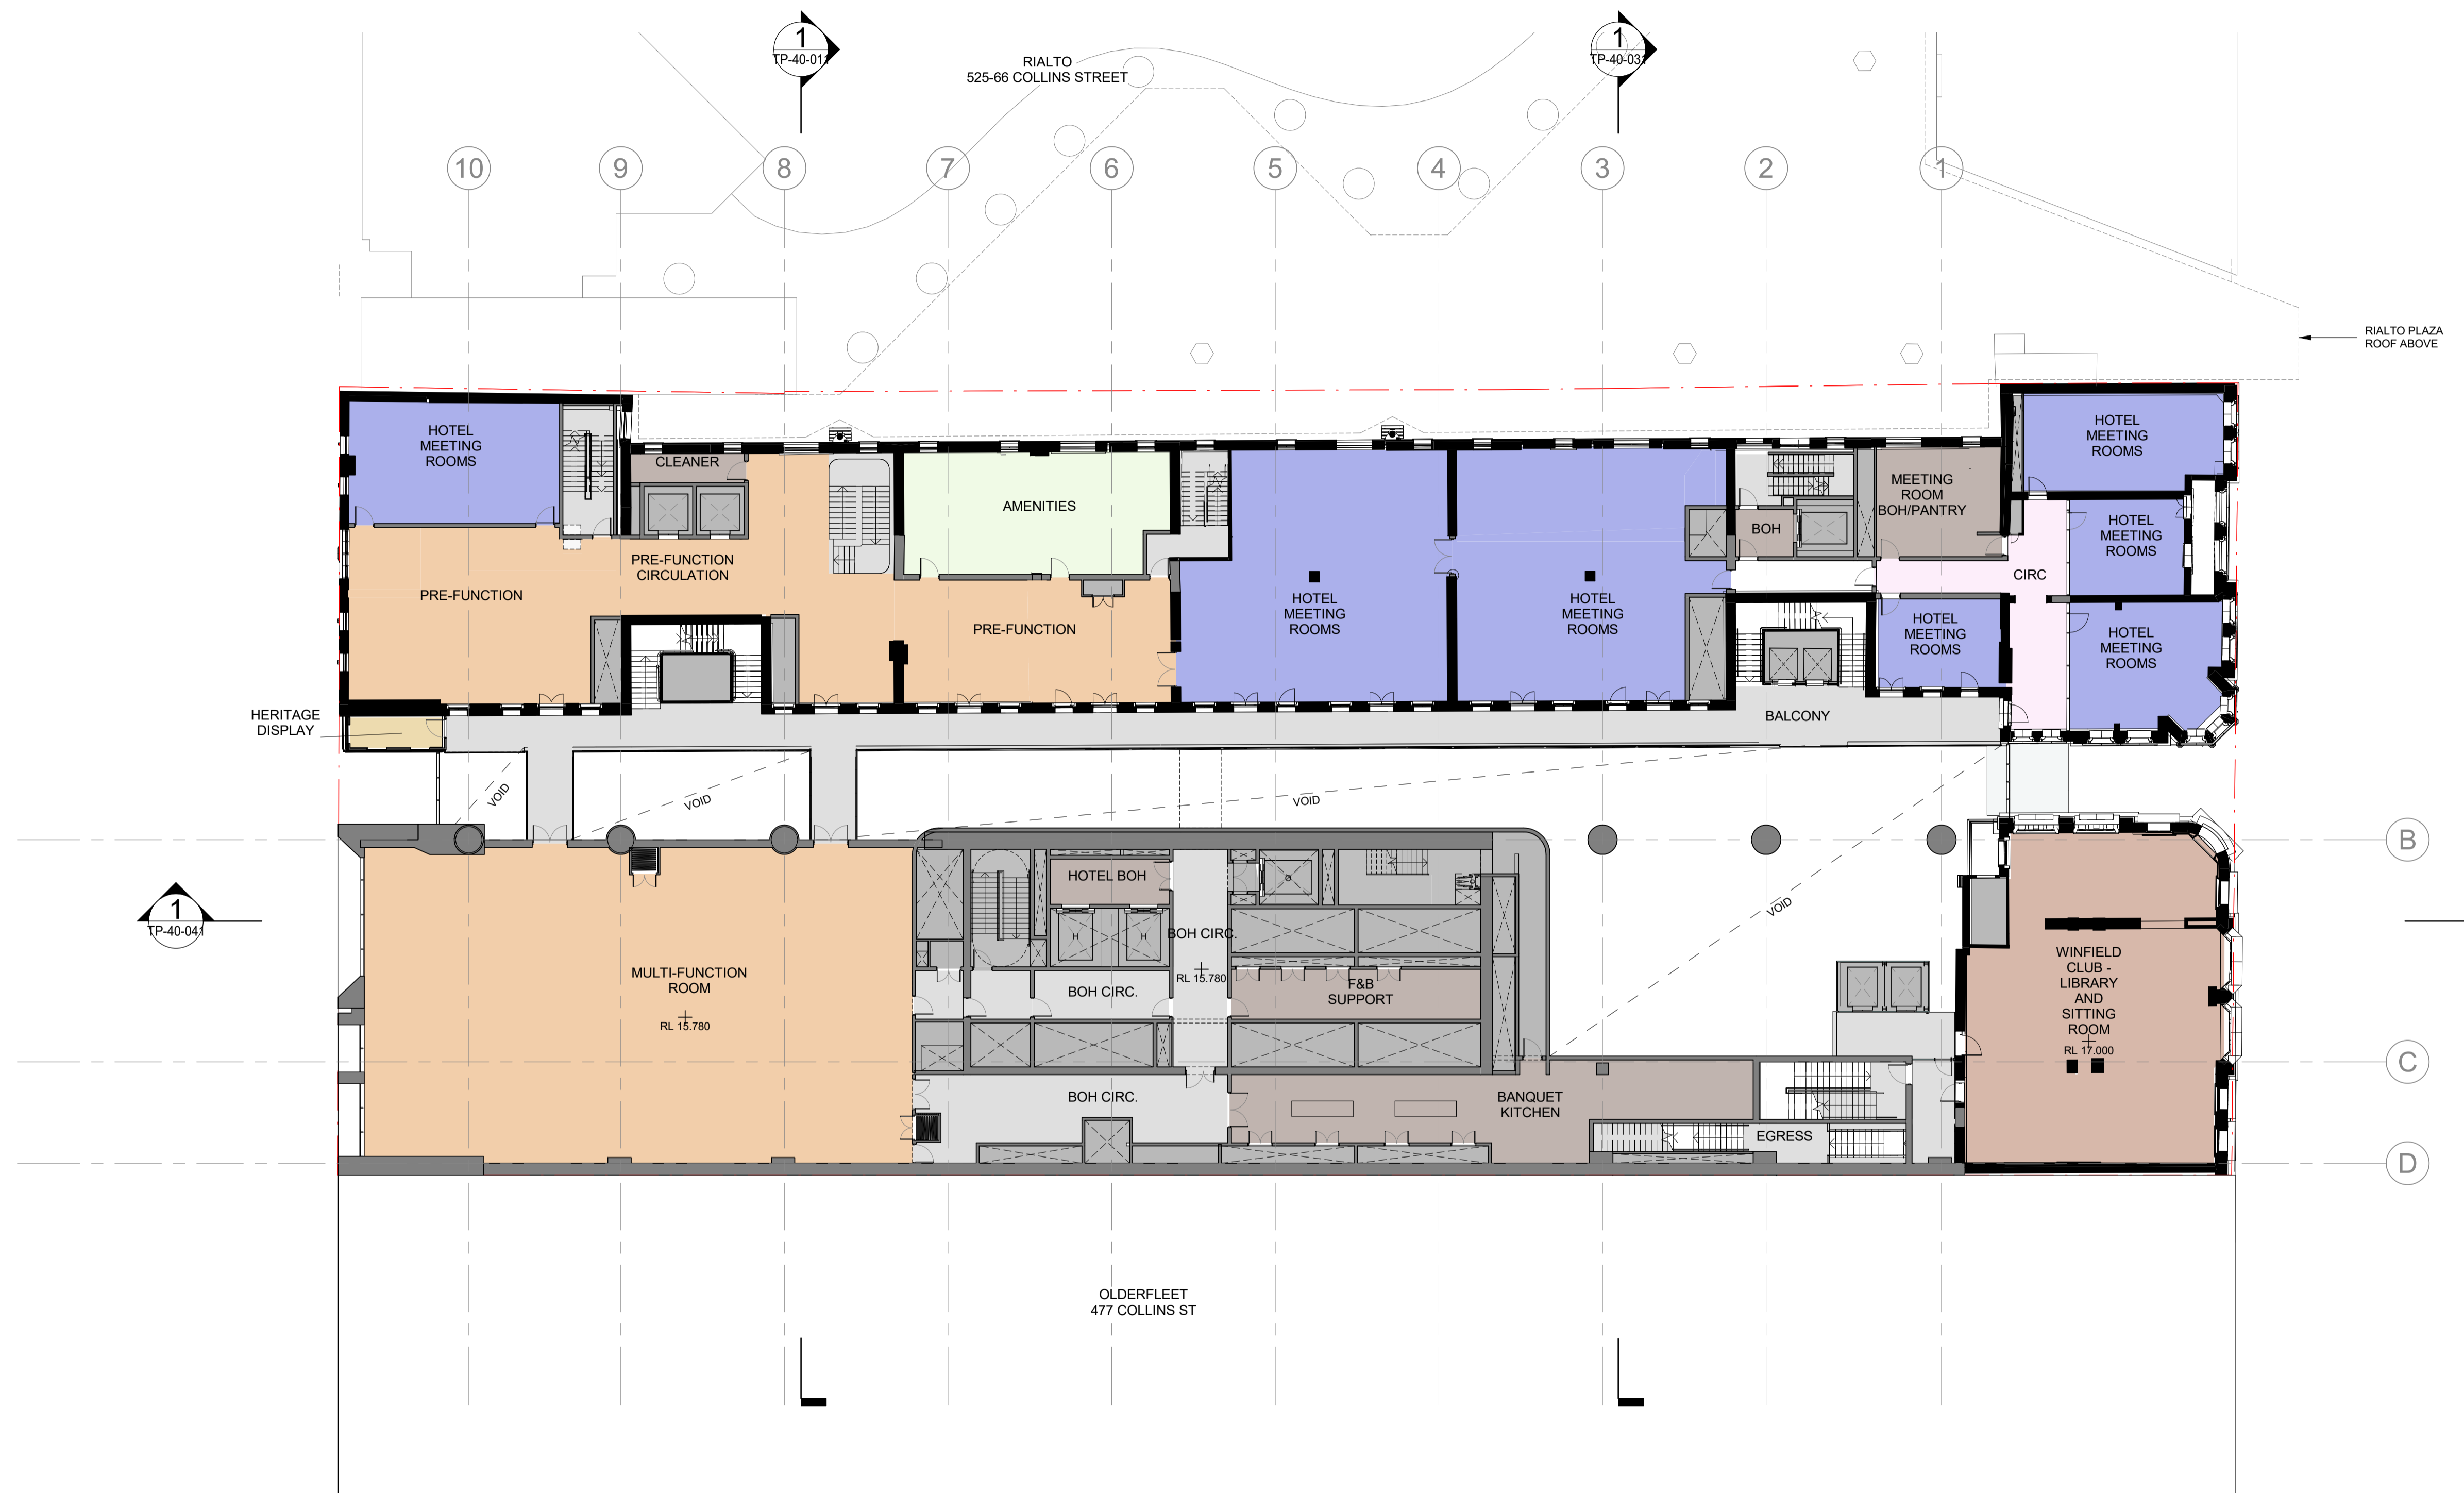 1
TP-40-011
RIALTO
525-66 COLLINS STREET
1
TP-40-031
10
9
8
7
6
5
4
3
2
1
RIALTO PLAZA
ROOF ABOVE
HOTEL
MEETING
ROOMS
CLEANER
PRE-FUNCTION
PRE-FUNCTION
CIRCULATION
AMENITIES
PRE-FUNCTION
HOTEL
MEETING
ROOMS
HOTEL
MEETING
ROOMS
BOH
MEETING
ROOM
BOH/PANTRY
HOTEL
MEETING
ROOMS
HOTEL
MEETING
ROOMS
CIRC
HOTEL
MEETING
ROOMS
HOTEL
MEETING
ROOMS
HERITAGE
DISPLAY
BALCONY
VOID
VOID
VOID
VOID
B
1
TP-40-041
HOTEL BOH
H
H
BOH CIRC.
RL 15.780
MULTI-FUNCTION
ROOM
RL 15.780
BOH CIRC.
F&B
SUPPORT
WINFIELD
CLUB -
LIBRARY
AND
SITTING
ROOM
RL 17.000
C
BOH CIRC.
BANQUET
KITCHEN
EGRESS
D
OLDERFLEET
477 COLLINS ST